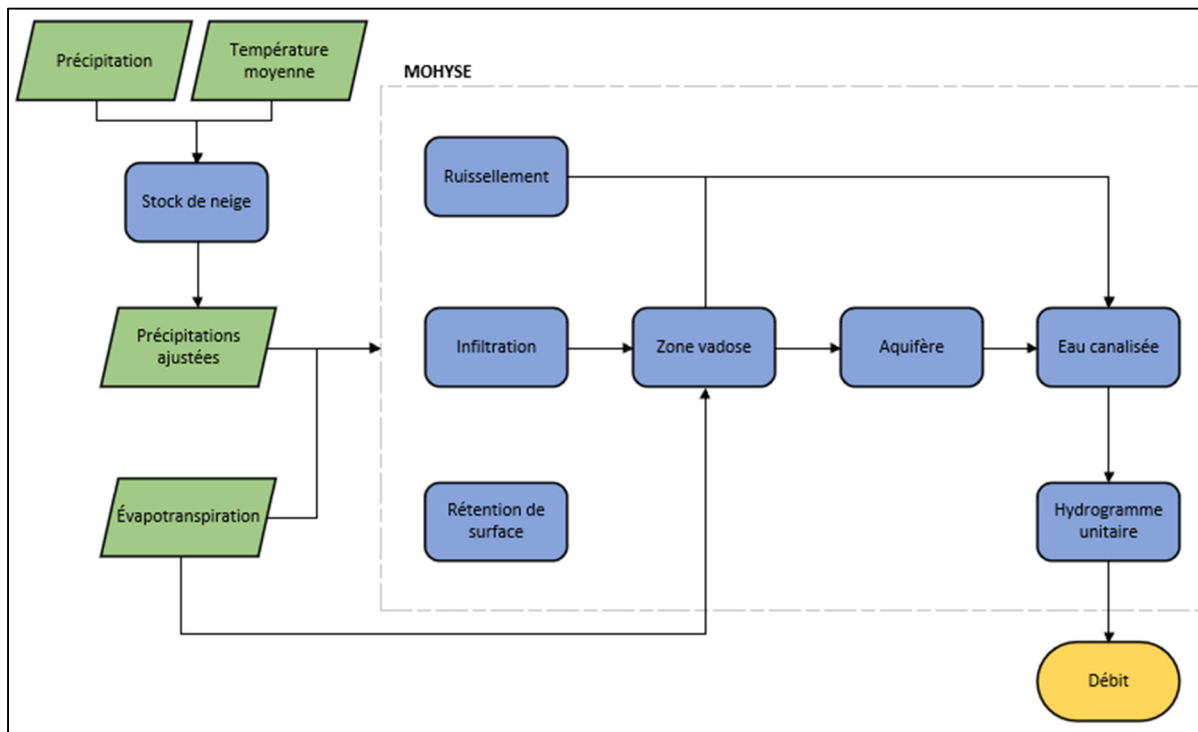 Précipitation
Température
moyenne
MOHYSE
Ruissellement
Stock de neige
Précipitations
ajustées
Infiltration
Zone vadose
Aquifère
Eau canalisée
Évapotranspiration
Rétention de
surface
Hydrogramme
unitaire
Débit